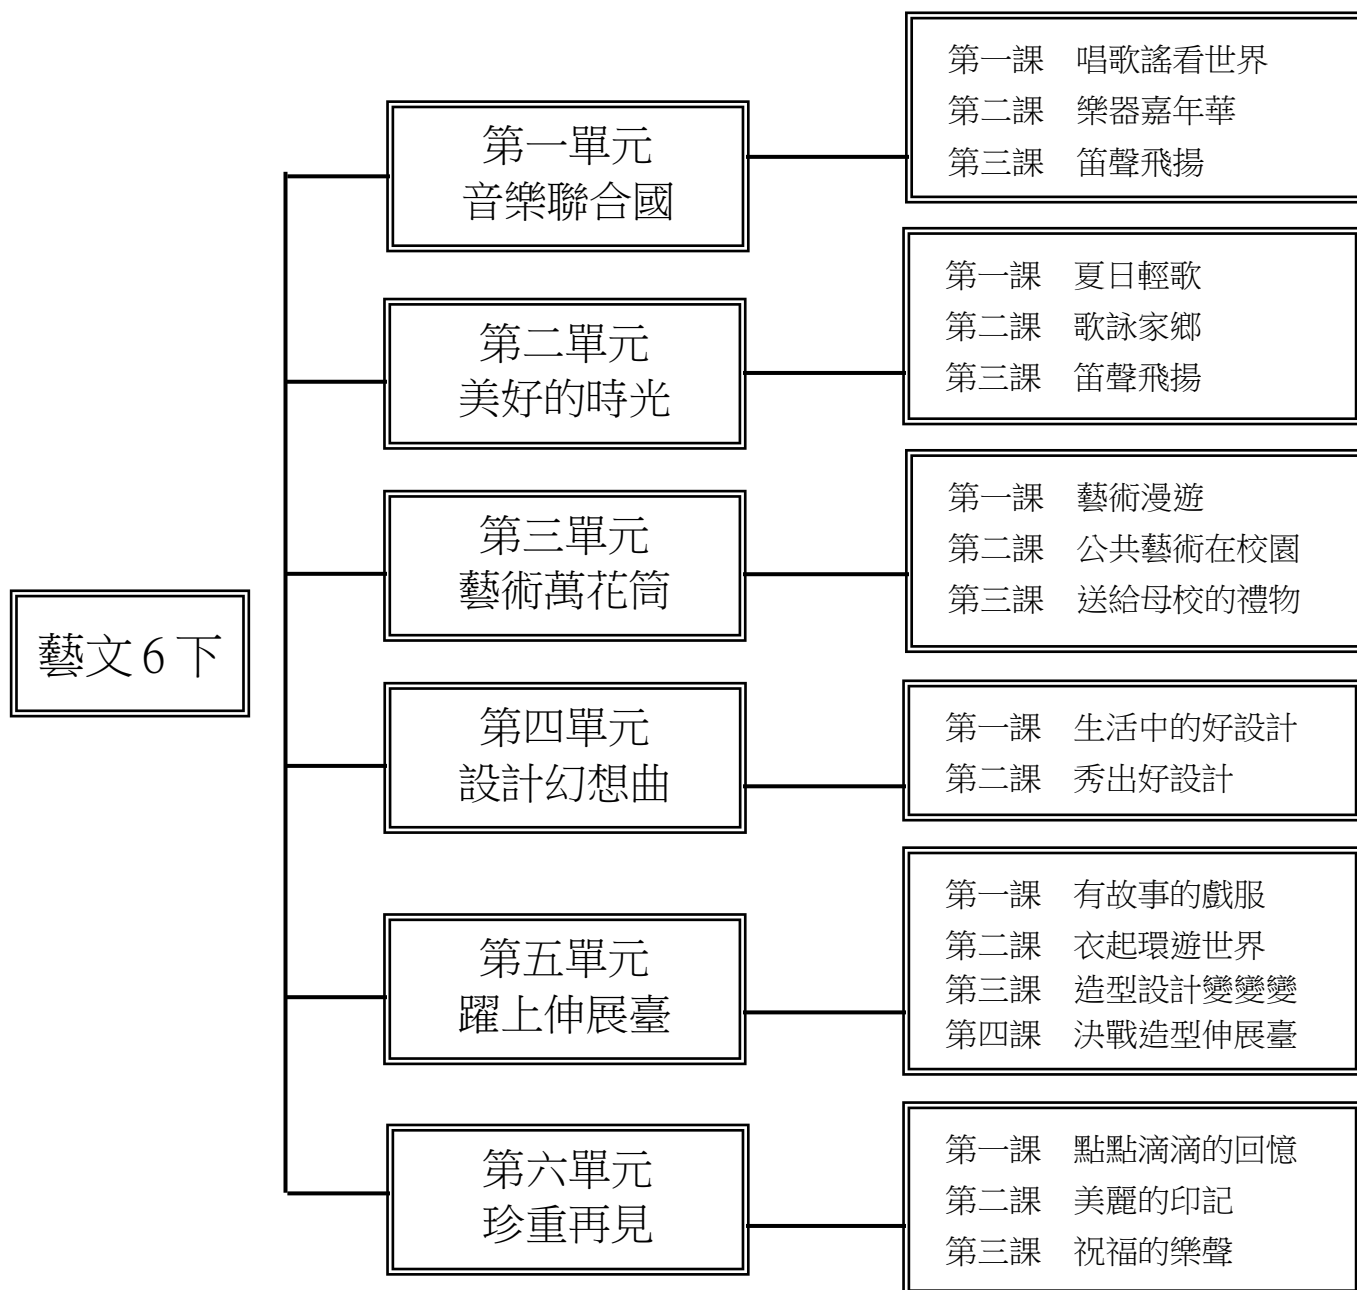 藝文6下
第一單元
音樂聯合國
第一課 唱歌謠看世界
第二課 樂器嘉年華
第三課 笛聲飛揚
第二單元
美好的時光
第一課 夏日輕歌
第二課 歌詠家鄉
第三課 笛聲飛揚
第三單元
藝術萬花筒
第一課 藝術漫遊
第二課 公共藝術在校園
第三課 送給母校的禮物
第四單元
設計幻想曲
第一課 生活中的好設計
第二課 秀出好設計
第五單元
躍上伸展臺
第一課 有故事的戲服
第二課 衣起環遊世界
第三課 造型設計變變變
第四課 決戰造型伸展臺
第六單元
珍重再見
第一課 點點滴滴的回憶
第二課 美麗的印記
第三課 祝福的樂聲